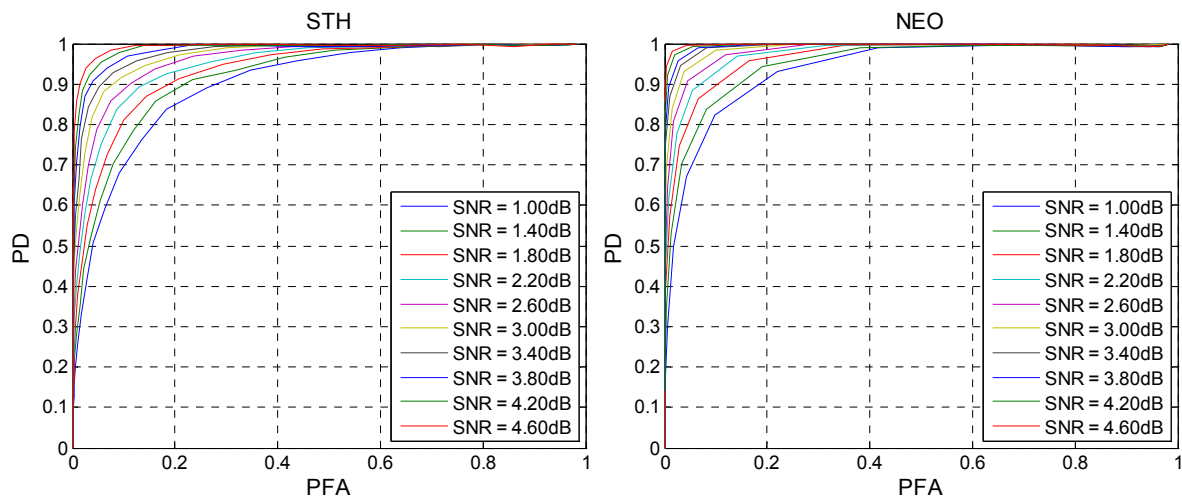 STH
1
0.9
0.8
0.7
0.6
0.5
0.4
0.3
0.2
0.1
0
PD
0 0.2 0.4 0.6 0.8 1
PFA
SNR = 1.00dB
SNR = 1.40dB
SNR = 1.80dB
SNR = 2.20dB
SNR = 2.60dB
SNR = 3.00dB
SNR = 3.40dB
SNR = 3.80dB
SNR = 4.20dB
SNR = 4.60dB
NEO
1
0.9
0.8
0.7
0.6
0.5
0.4
0.3
0.2
0.1
0
PD
0 0.2 0.4 0.6 0.8 1
PFA
SNR = 1.00dB
SNR = 1.40dB
SNR = 1.80dB
SNR = 2.20dB
SNR = 2.60dB
SNR = 3.00dB
SNR = 3.40dB
SNR = 3.80dB
SNR = 4.20dB
SNR = 4.60dB